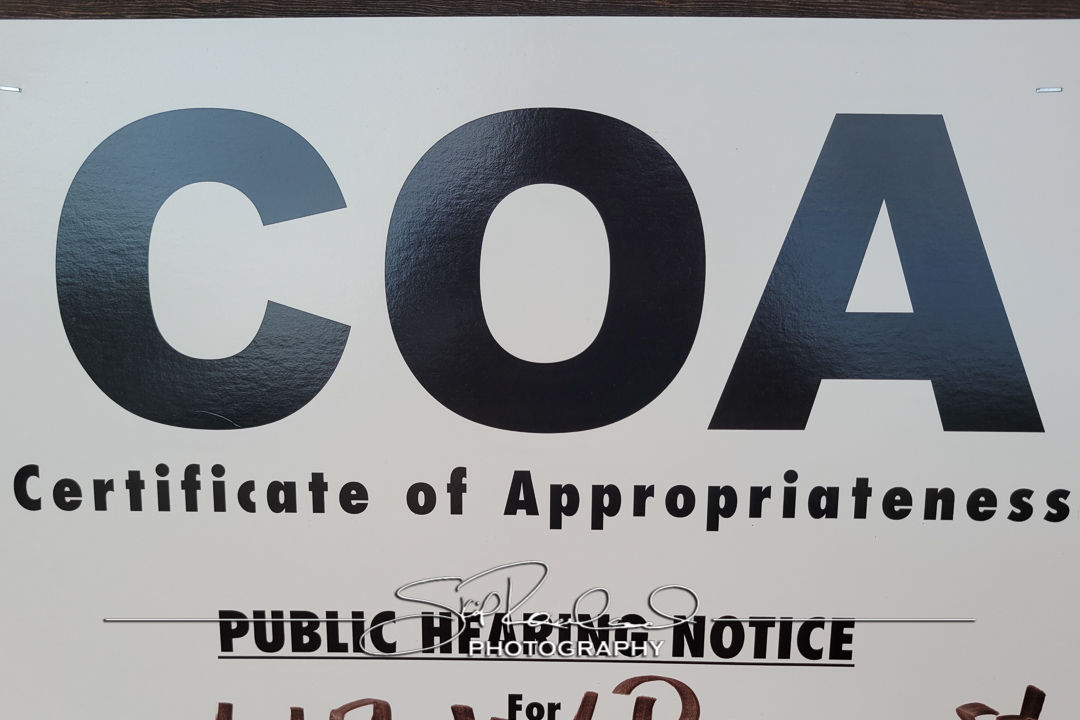 COA
Certificate of Appropriateness
PUBLIC HEARING NOTICE
PHOTOGRAPHY
For